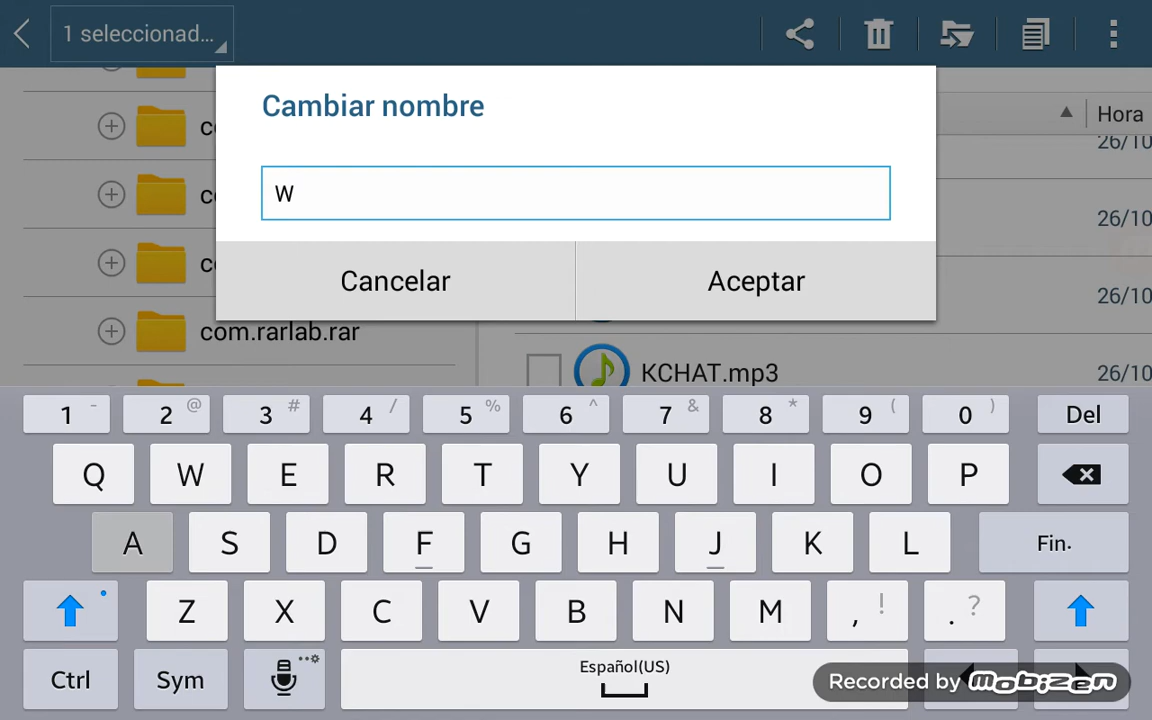 1 seleccionad...
Hora
Cambiar nombre
W
Cancelar
Aceptar
26/10
26/10
26/10
26/10
com.rarlab.rar
KCHAT.mp3
1 - 2 @ 3 # 4 / 5 % 6 ^ 7 & 8 * 9 ( 0 ) Del
Q W E R T Y U I O P
A S D F G H J K L Fin.
Z X C V B N M , ! . ?
Ctrl Sym Español(US)
Recorded by mobizen